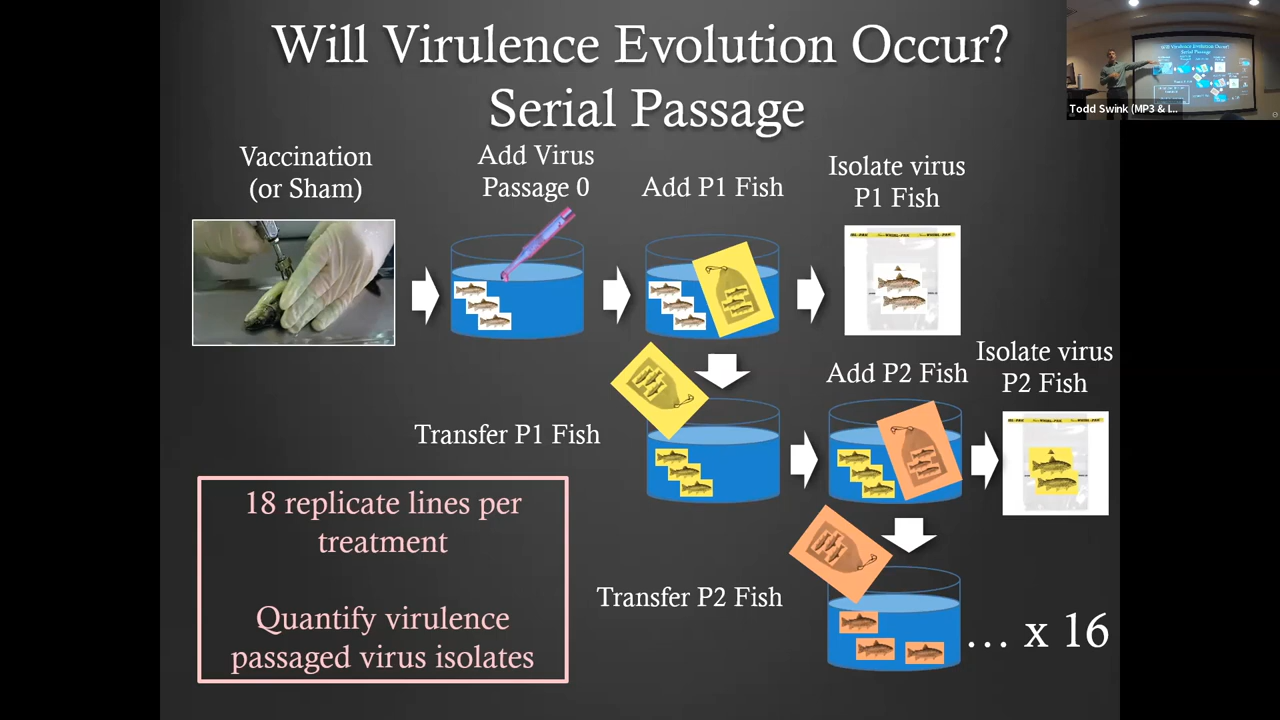 Will Virulence Evolution Occur?
Serial Passage
Todd Swink (MP3 & I...
Vaccination
(or Sham)
Add Virus
Passage 0
Add P1 Fish
Isolate virus
P1 Fish
Transfer P1 Fish
Add P2 Fish
Isolate virus
P2 Fish
Transfer P2 Fish
... x 16
18 replicate lines per
treatment
Quantify virulence
passaged virus isolates